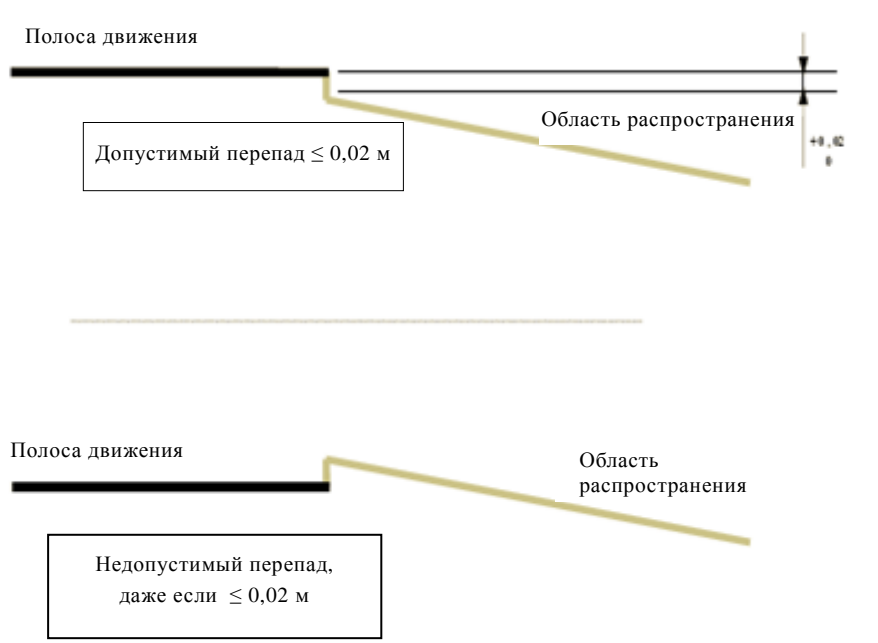 Полоса движения
Область распространения
Допустимый перепад ≤ 0,02 м
+0,02
0
Полоса движения
Область
распространения
Недопустимый перепад,
даже если ≤ 0,02 м